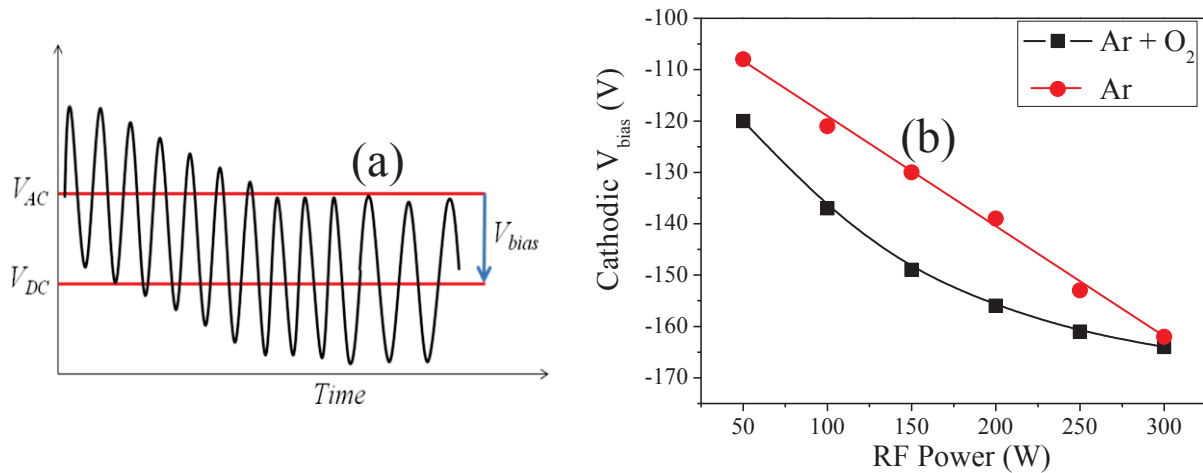 (a)
V_AC
V_bias
V_DC
Time
Cathodic V_bias (V)
-100
-110
-120
-130
-140
-150
-160
-170
Ar + O₂
Ar
(b)
50 100 150 200 250 300
RF Power (W)